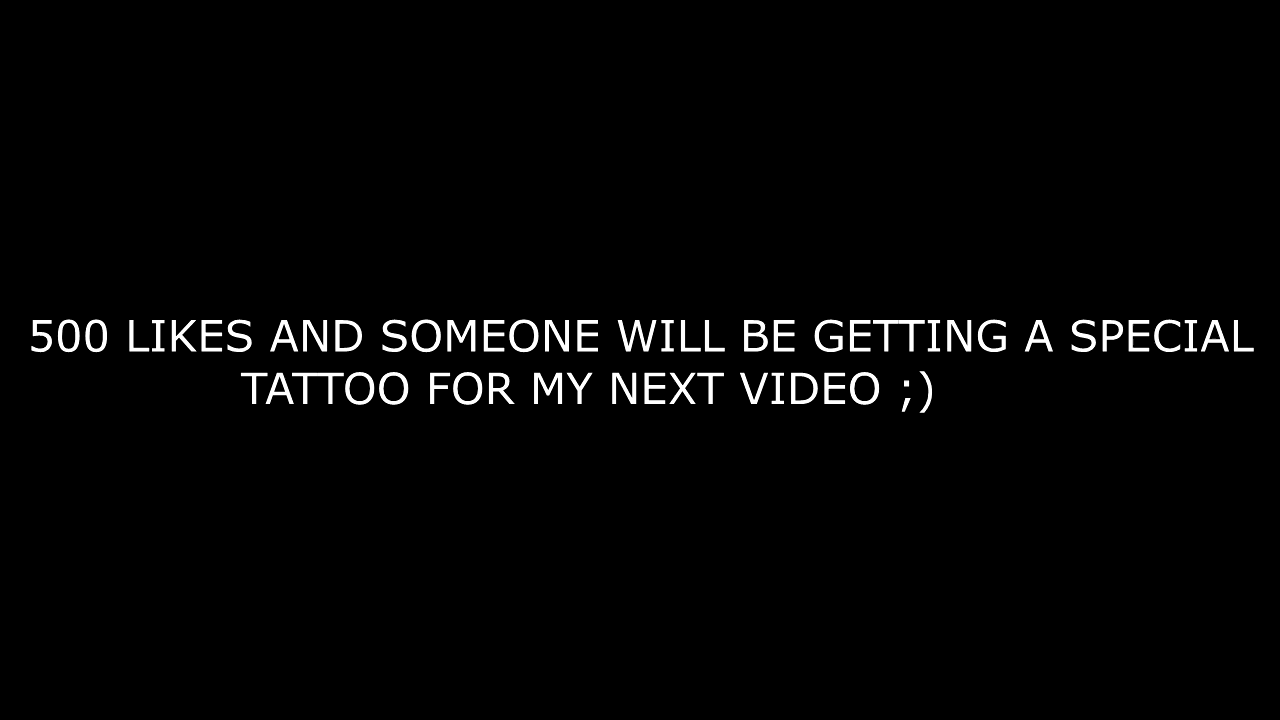 500 LIKES AND SOMEONE WILL BE GETTING A SPECIAL
TATTOO FOR MY NEXT VIDEO ;)